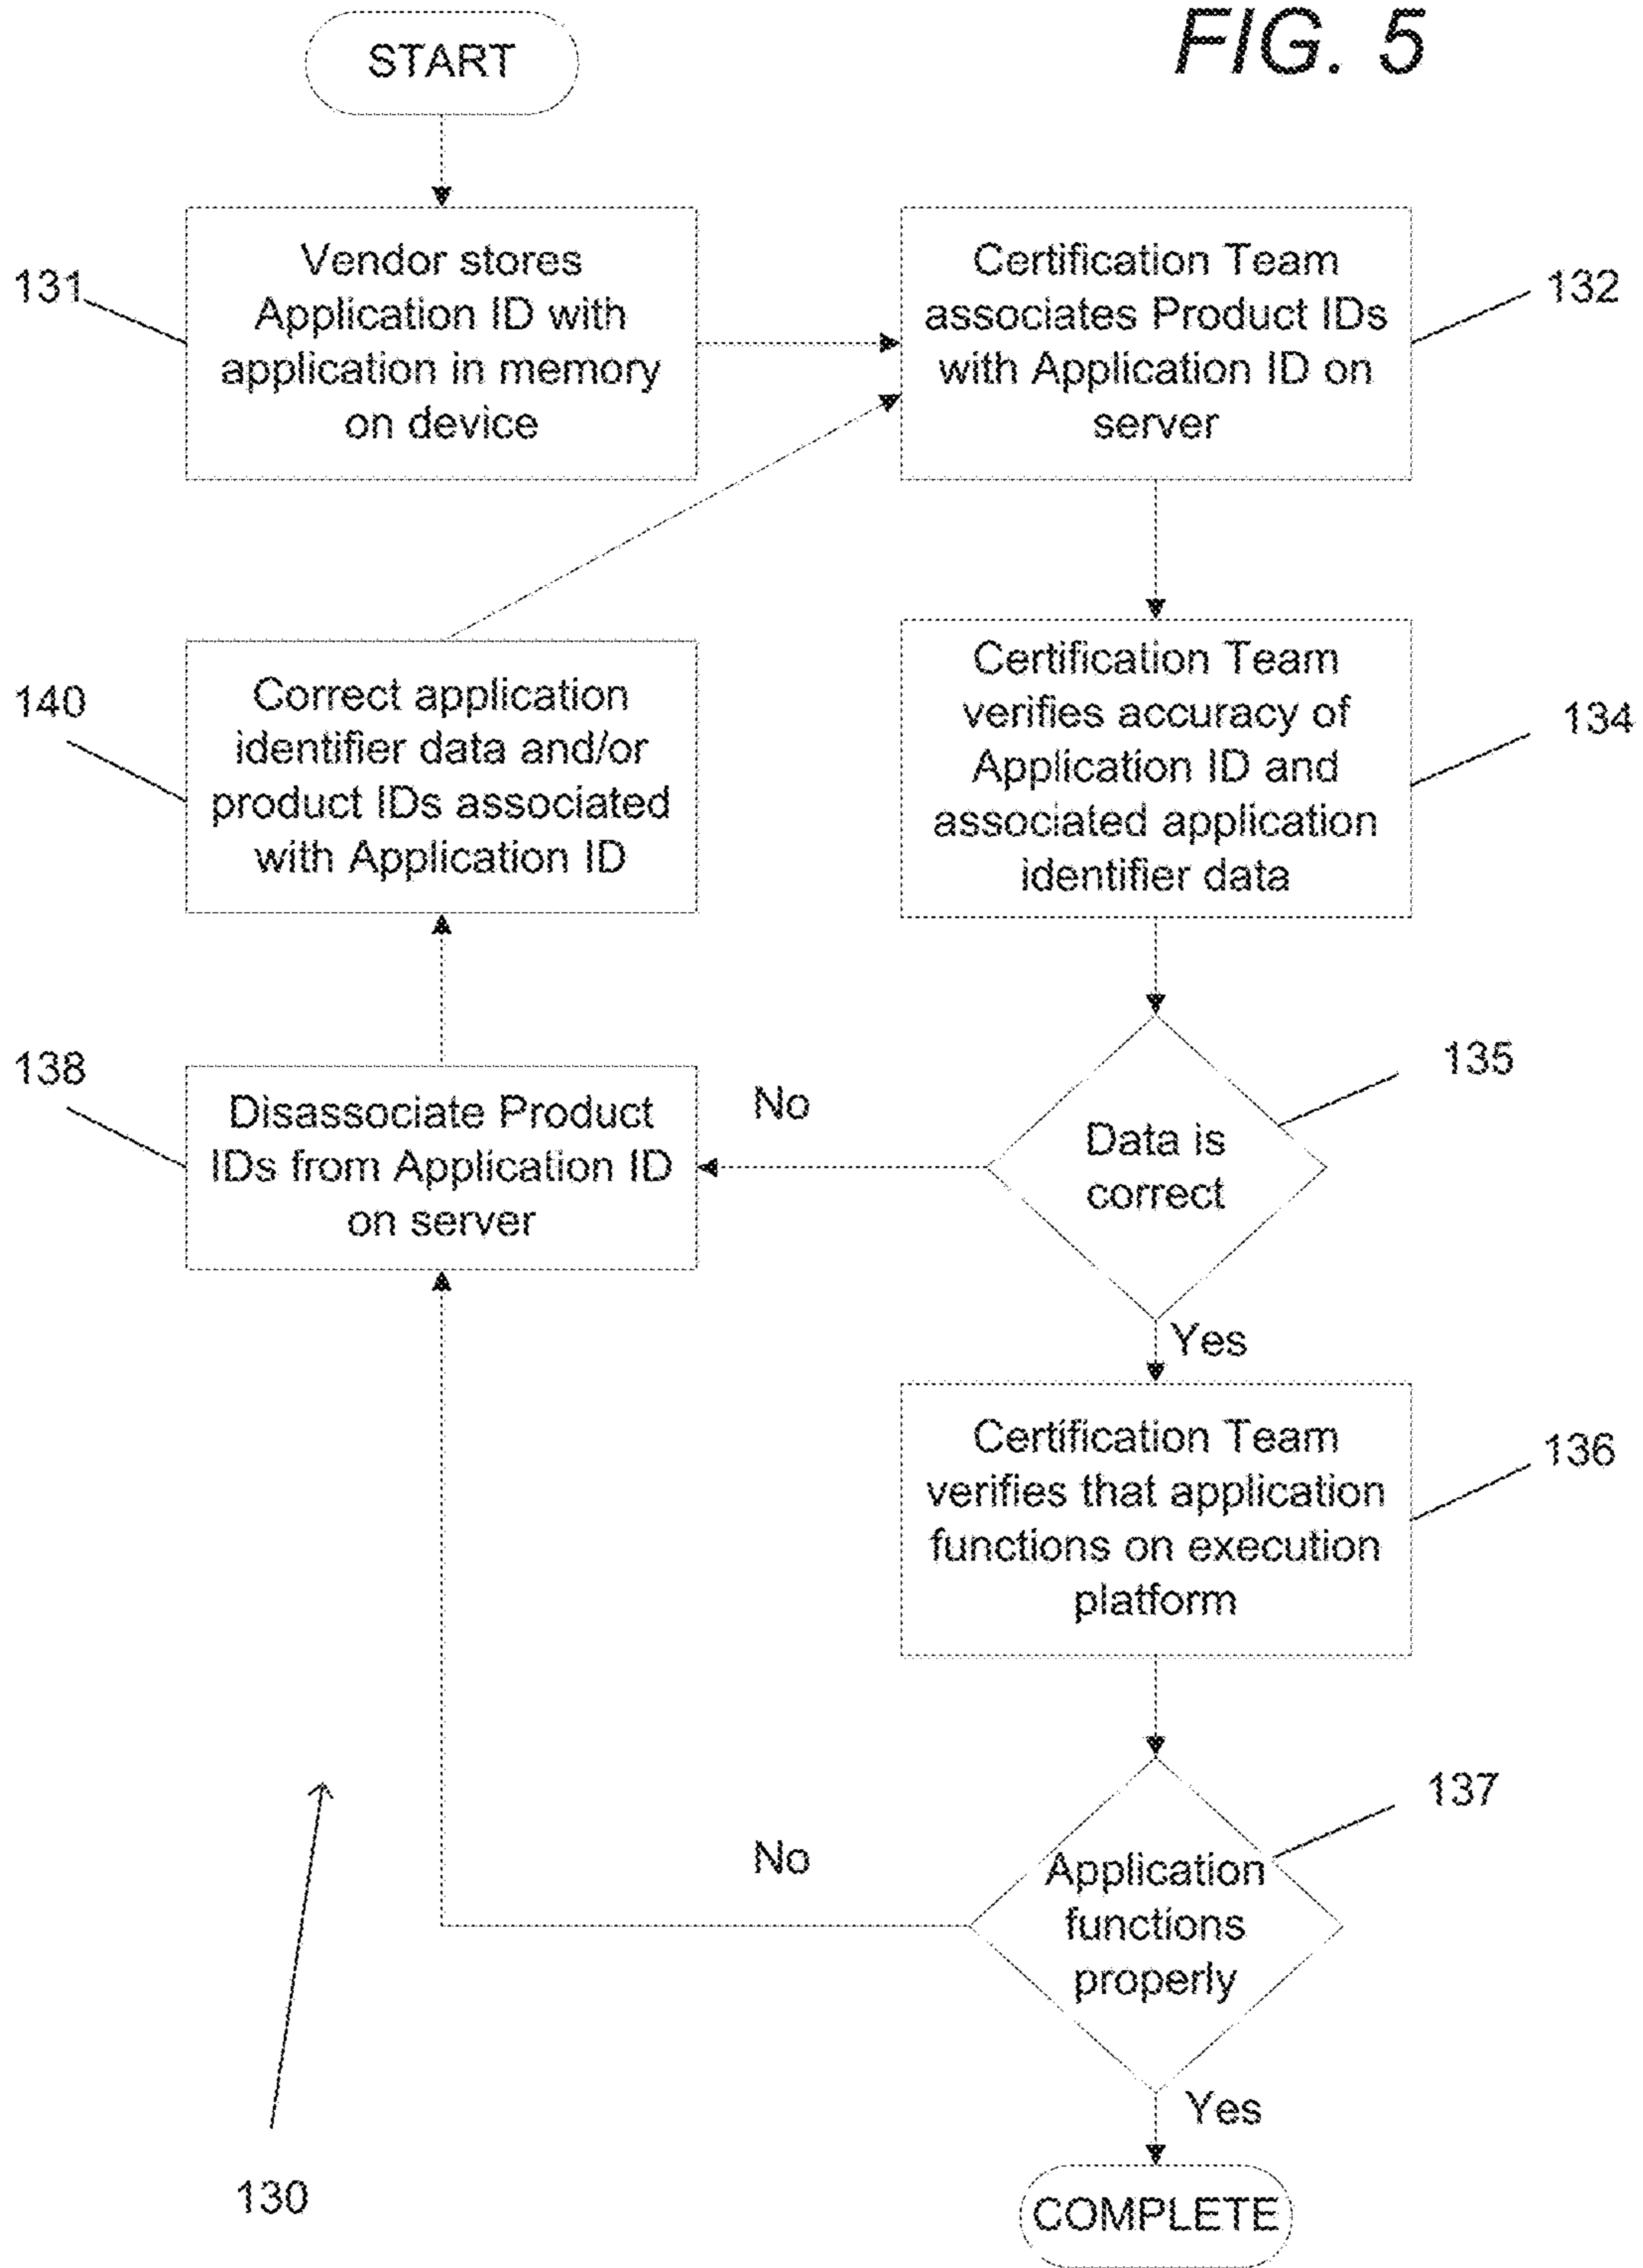 FIG. 5
START
131
Vendor stores
Application ID with
application in memory
on device
Certification Team
associates Product IDs
with Application ID on
server
132
140
Correct application
identifier data and/or
product IDs associated
with Application ID
Certification Team
verifies accuracy of
Application ID and
associated application
identifier data
134
138
Disassociate Product
IDs from Application ID
on server
No
Data is
correct
135
Yes
Certification Team
verifies that application
functions on execution
platform
136
No
Application
functions
properly
137
Yes
130
COMPLETE